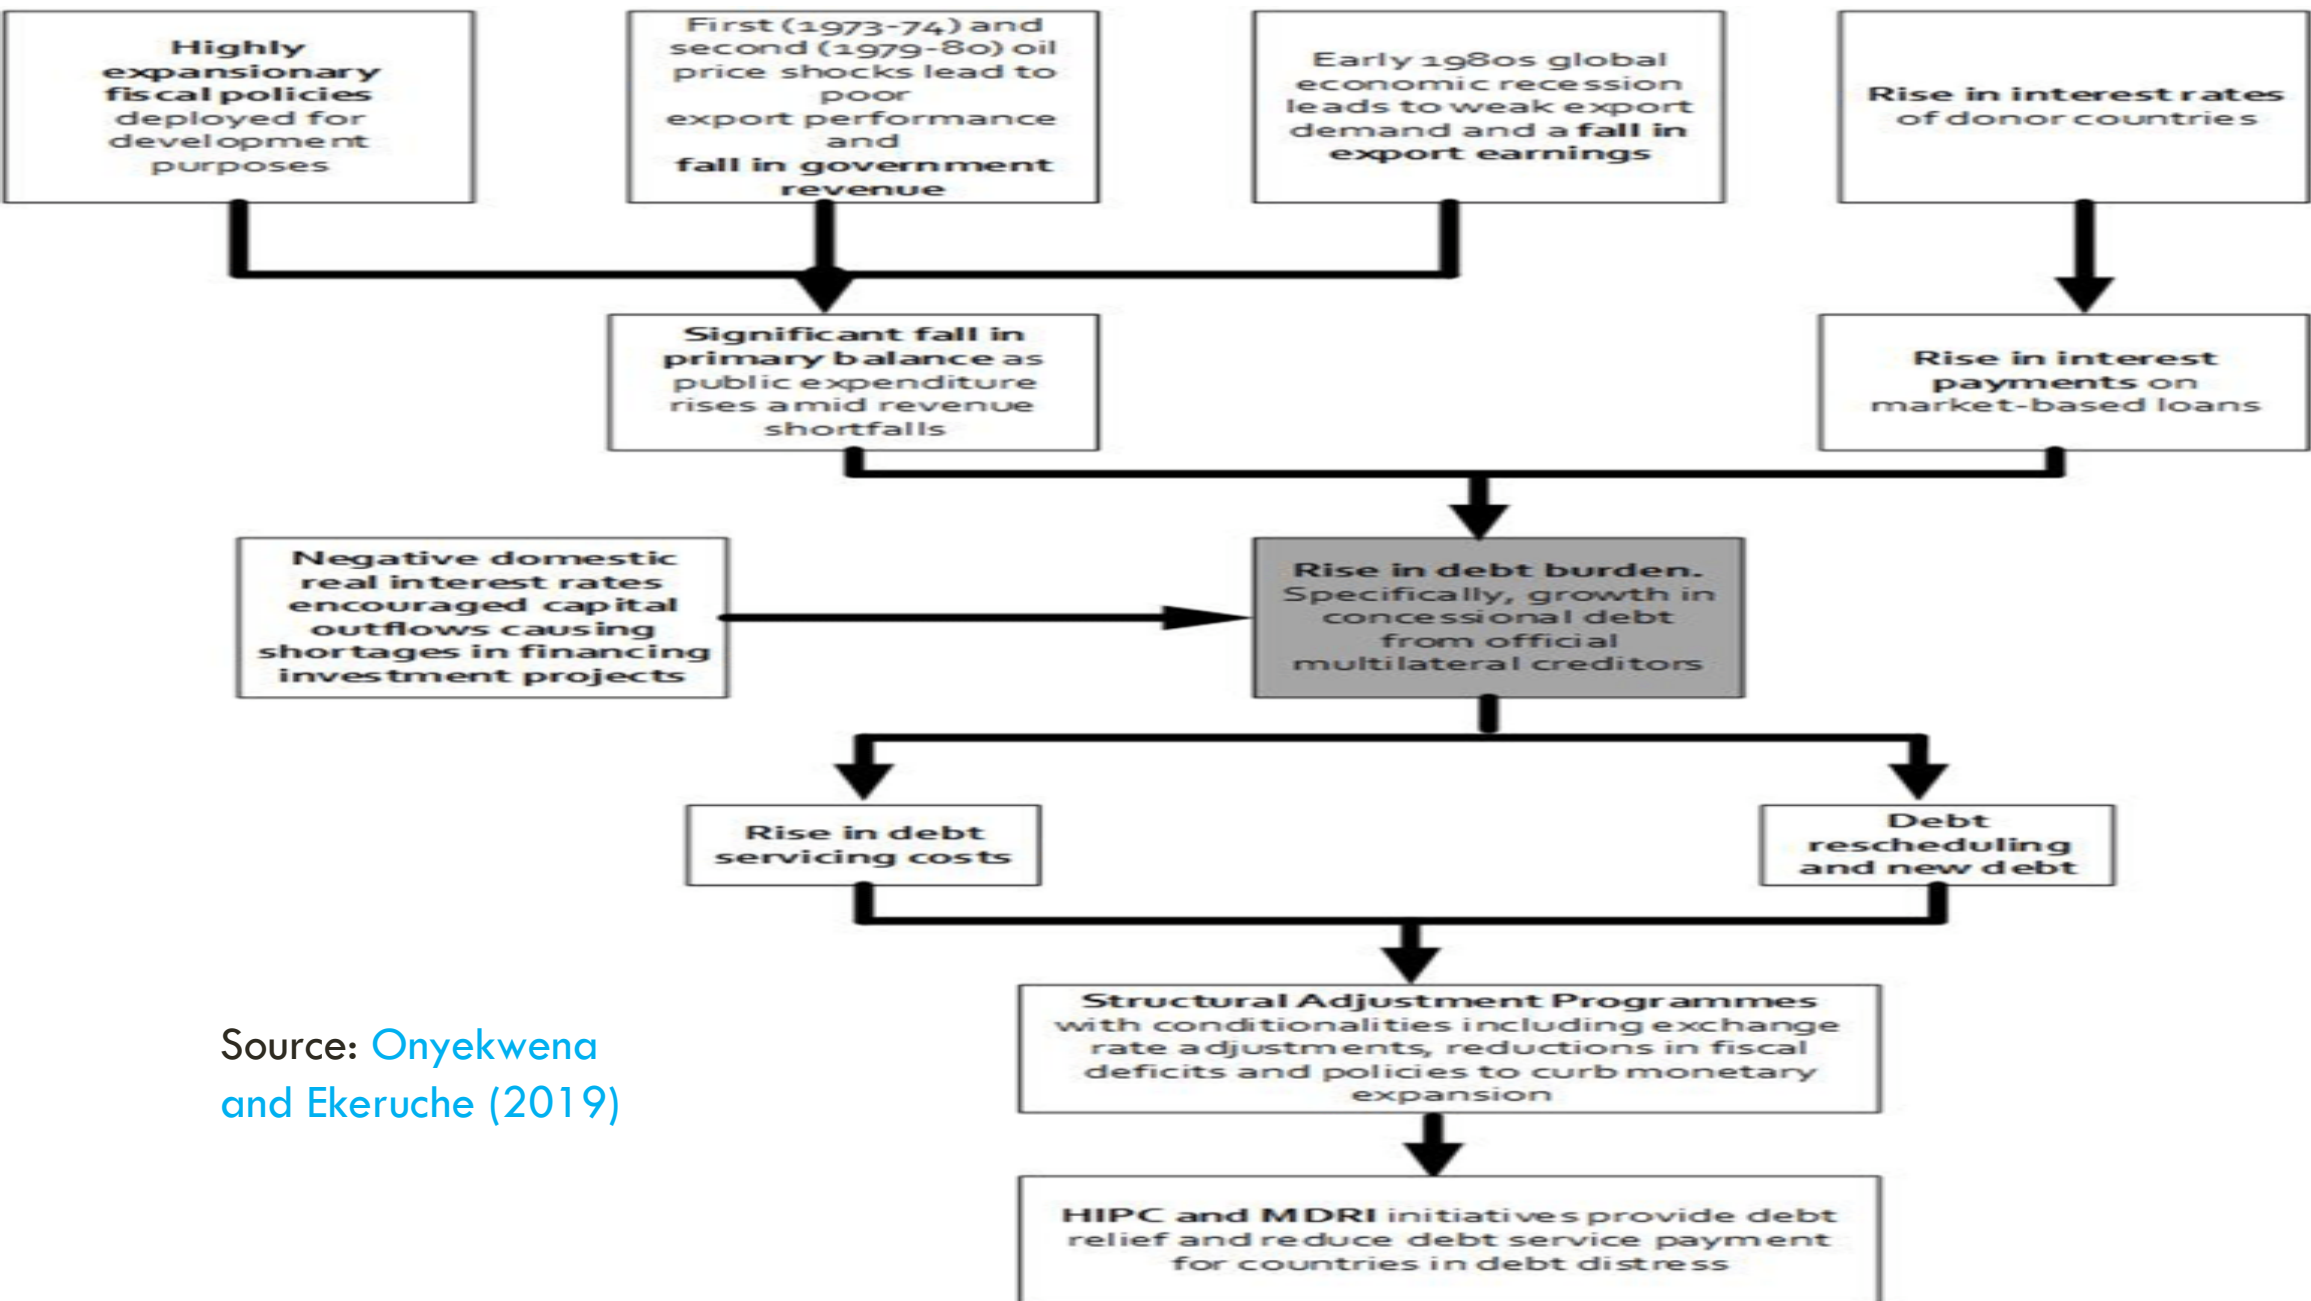 Highly
expansionary
fiscal policies
deployed for
development
purposes
First (1973-74) and
second (1979-80) oil
price shocks lead to
poor
export performance
and
fall in government
revenue
Early 1980s global
economic recession
leads to weak export
demand and a fall in
export earnings
Rise in interest rates
of donor countries
Significant fall in
primary balance as
public expenditure
rises amid revenue
shortfalls
Rise in interest
payments on
market-based loans
Negative domestic
real interest rates
encouraged capital
outflows causing
shortages in financing
investment projects
Rise in debt burden.
Specifically, growth in
concessional debt
from official
multilateral creditors
Rise in debt
servicing costs
Debt
rescheduling
and new debt
Structural Adjustment Programmes
with conditionalities including exchange
rate adjustments, reductions in fiscal
deficits and policies to curb monetary
expansion
Source: Onyekwena
and Ekeruche (2019)
HIPC and MDRI initiatives provide debt
relief and reduce debt service payment
for countries in debt distress